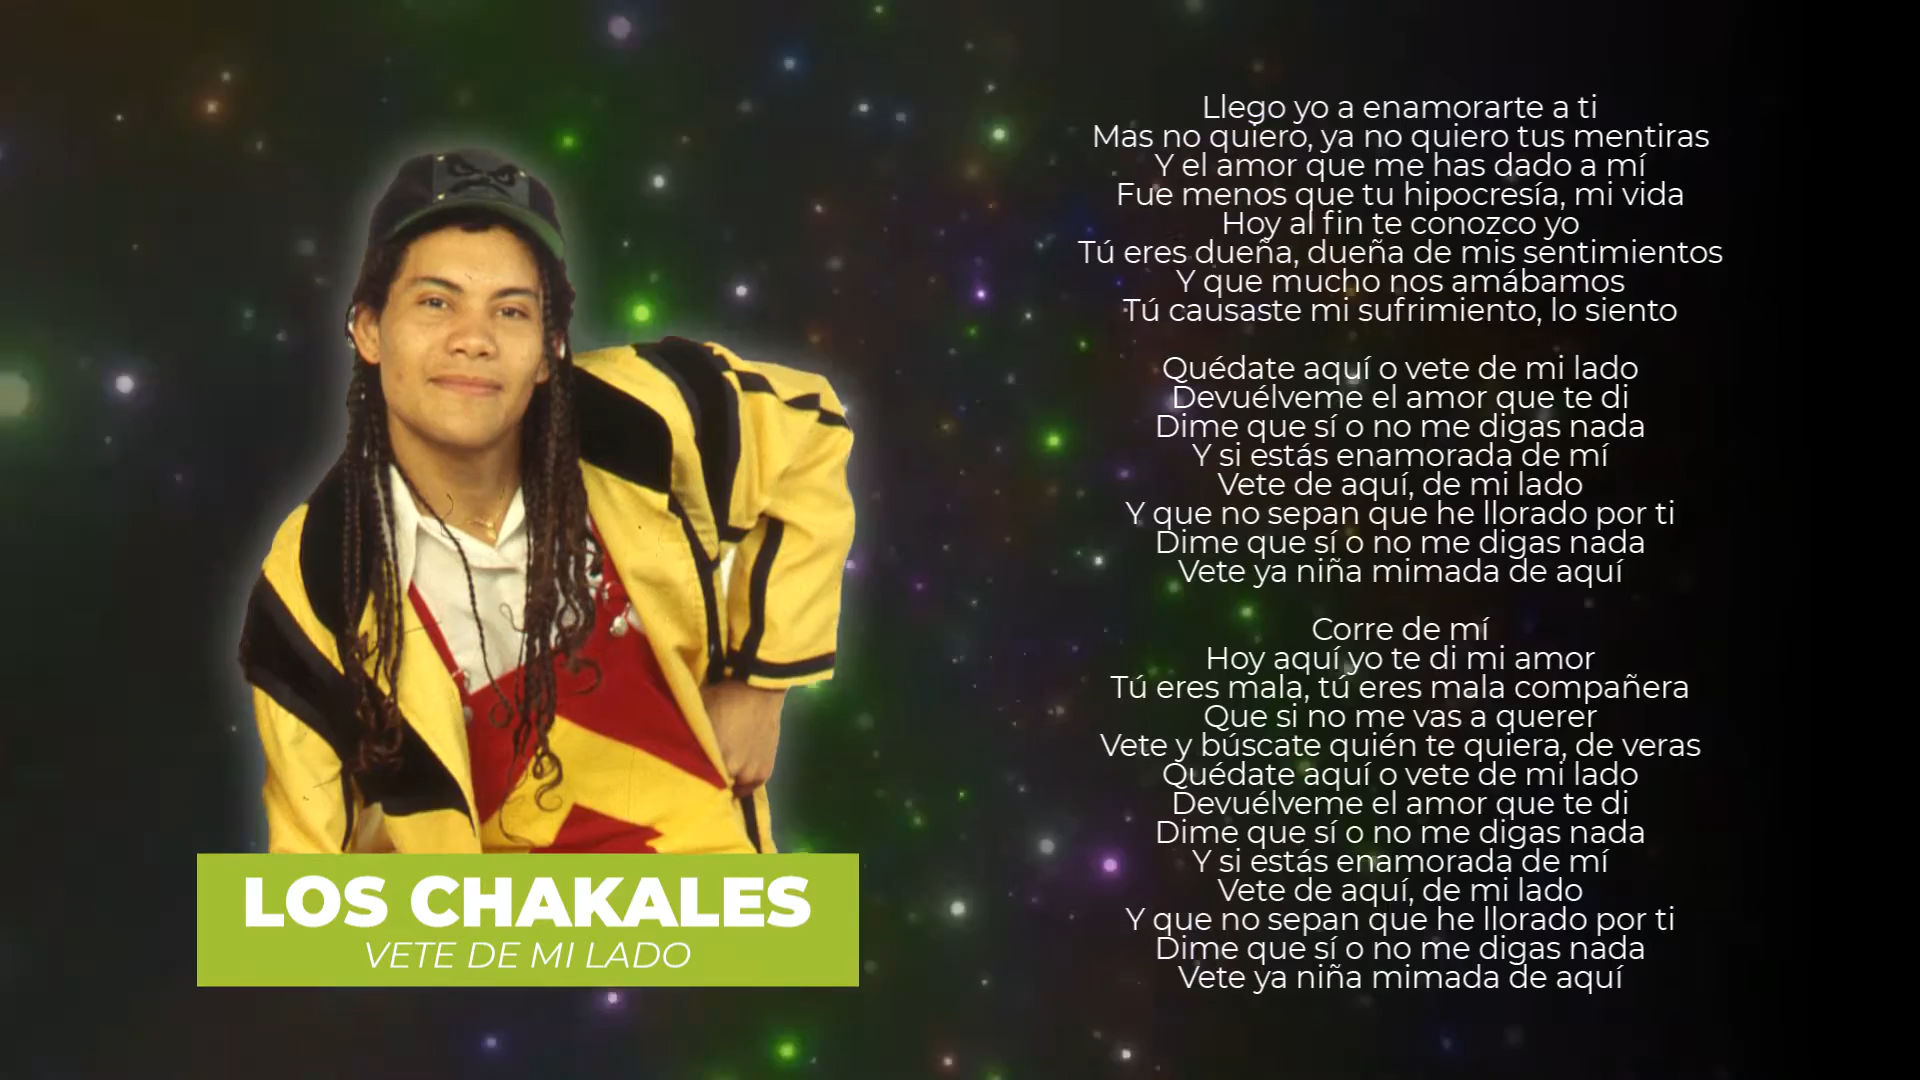 Llego yo a enamorarte a ti
Mas no quiero, ya no quiero tus mentiras
Y el amor que me has dado a mí
Fue menos que tu hipocresía, mi vida
Hoy al fin te conozco yo
Tú eres dueña, dueña de mis sentimientos
Y que mucho nos amábamos
Tú causaste mi sufrimiento, lo siento
Quédate aquí o vete de mi lado
Devuélveme el amor que te di
Dime que sí o no me digas nada
Y si estás enamorada de mí
Vete de aquí, de mi lado
Y que no sepan que he llorado por ti
Dime que sí o no me digas nada
Vete ya niña mimada de aquí
Corre de mí
Hoy aquí yo te di mi amor
Tú eres mala, tú eres mala compañera
Que si no me vas a querer
Vete y búscate quién te quiera, de veras
Quédate aquí o vete de mi lado
Devuélveme el amor que te di
Dime que sí o no me digas nada
Y si estás enamorada de mí
Vete de aquí, de mi lado
Y que no sepan que he llorado por ti
Dime que sí o no me digas nada
Vete ya niña mimada de aquí
LOS CHAKALES
VETE DE MI LADO